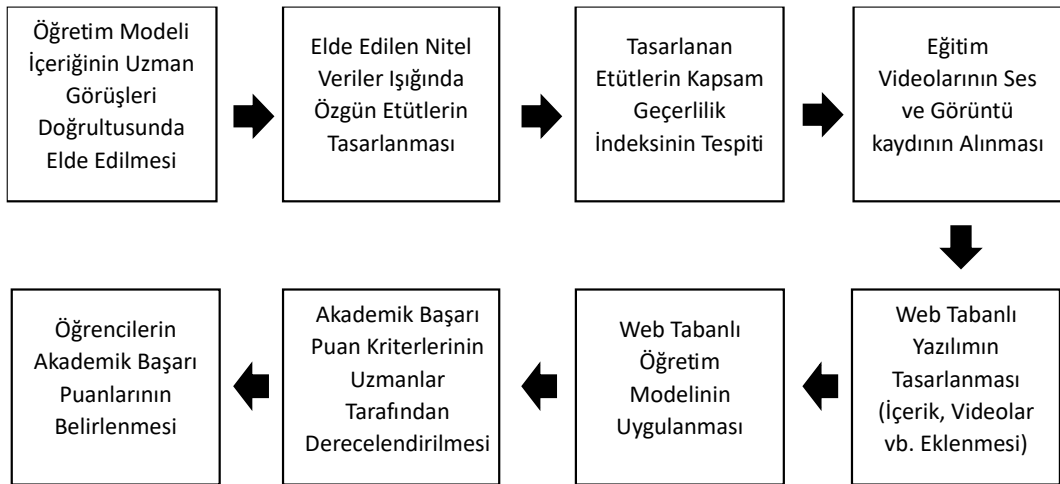 Öğretim Modeli
İçeriğinin Uzman
Görüşleri
Doğrultusunda
Elde Edilmesi
Elde Edilen Nitel
Veriler Işığında
Özgün Etütlerin
Tasarlanması
Tasarlanan
Etütlerin Kapsam
Geçerlilik
İndeksinin Tespiti
Eğitim
Videolarının Ses
ve Görüntü
kaydının Alınması
Web Tabanlı
Yazılımın
Tasarlanması
(İçerik, Videolar
vb. Eklenmesi)
Web Tabanlı
Öğretim
Modelinin
Uygulanması
Akademik Başarı
Puan Kriterlerinin
Uzmanlar
Tarafından
Derecelendirilmesi
Öğrencilerin
Akademik Başarı
Puanlarının
Belirlenmesi